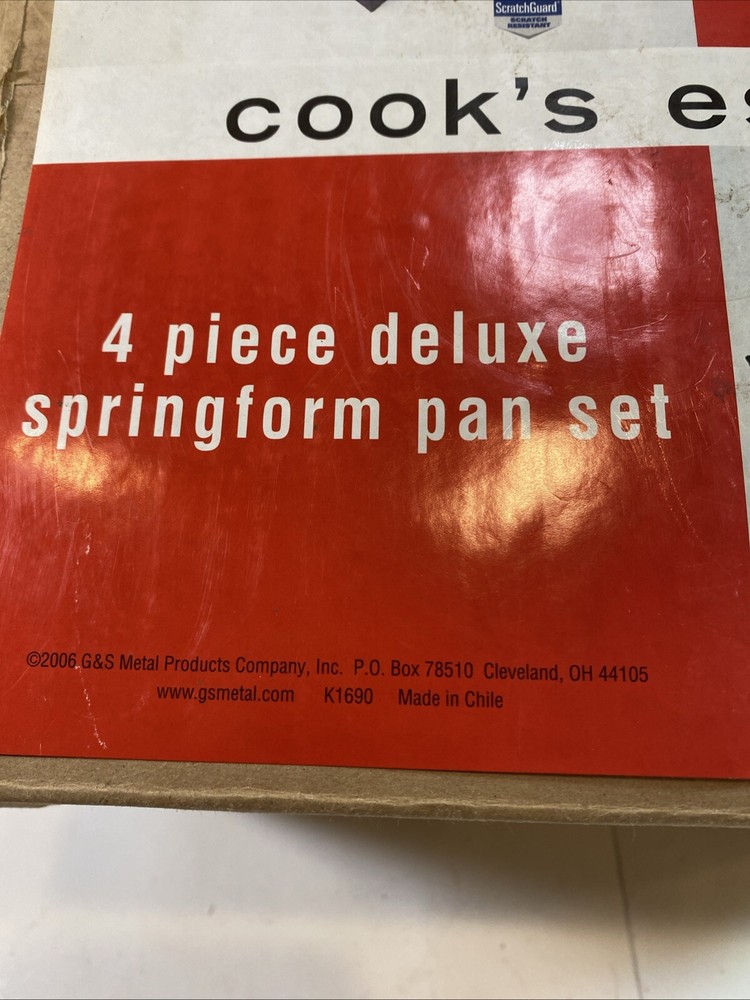 ScratchGuard
SCRATCH
RESISTANT
cook's es
4 piece deluxe
springform pan set
©2006 G&S Metal Products Company, Inc. P.O. Box 78510 Cleveland, OH 44105
www.gsmetal.com K1690 Made in Chile